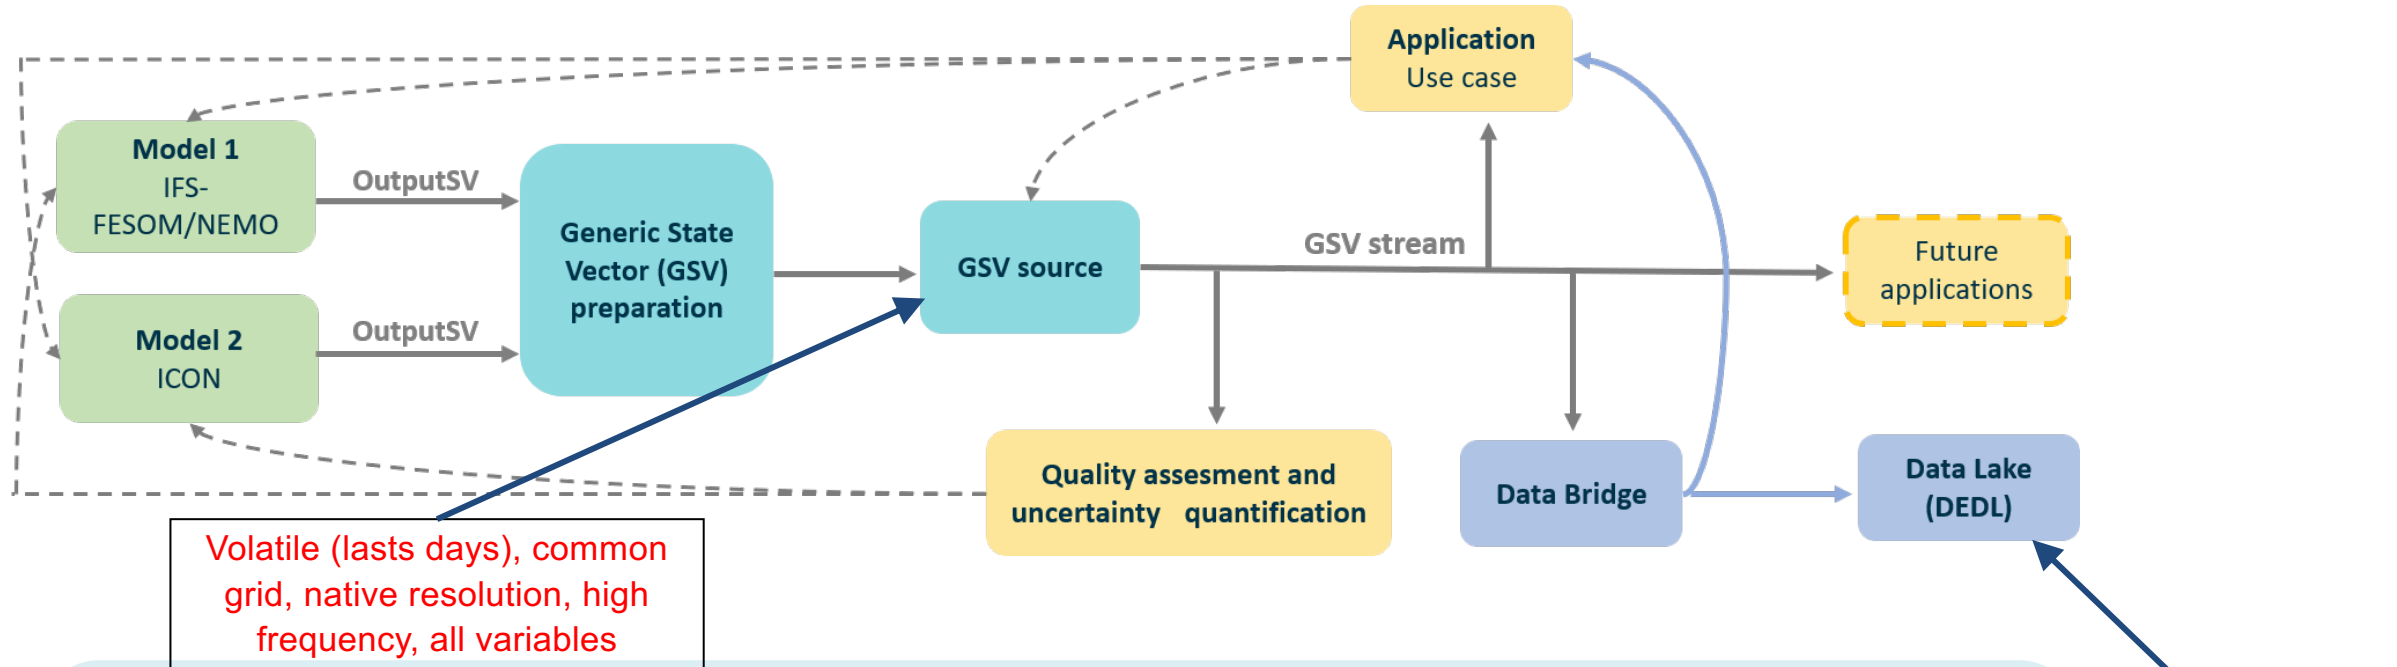 Application
Use case
Model 1
IFS-
FESOM/NEMO
OutputSV
Generic State
Vector (GSV)
preparation
GSV source
GSV stream
Future
applications
Model 2
ICON
OutputSV
Quality assesment and
uncertainty quantification
Data Bridge
Data Lake
(DEDL)
Volatile (lasts days), common
grid, native resolution, high
frequency, all variables